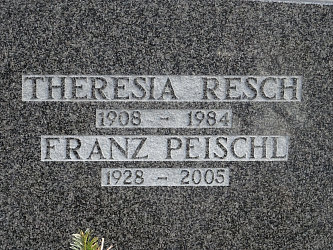 THERESIA RESCH
1908 - 1984
FRANZ PEISCHL
1928 - 2005